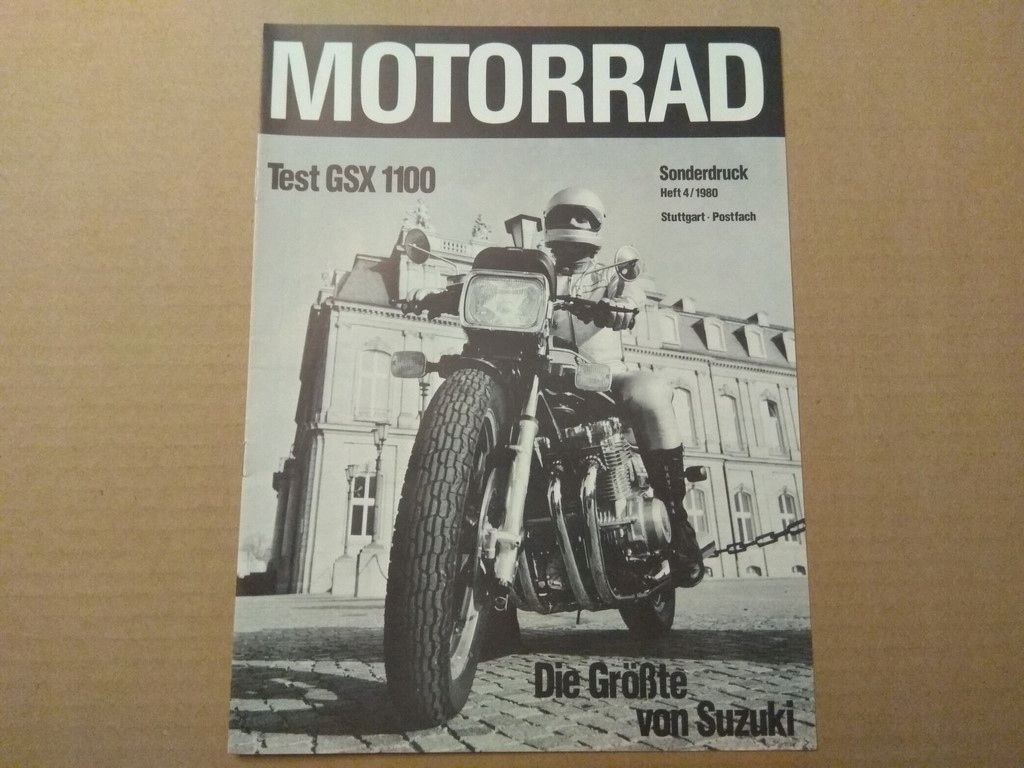 MOTORRAD
Test GSX 1100
Sonderdruck
Heft 4/1980
Stuttgart · Postfach
Die Größte
von Suzuki